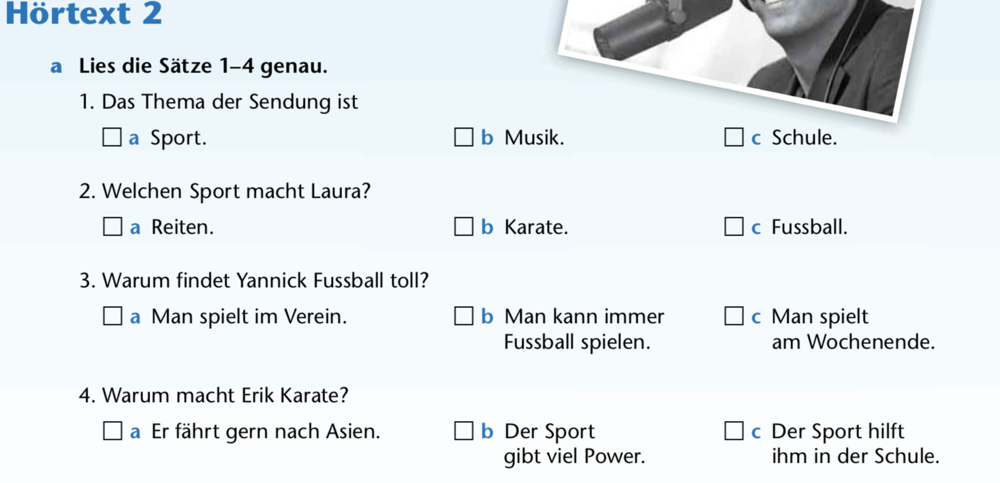 Hörtext 2
a Lies die Sätze 1–4 genau.
1. Das Thema der Sendung ist
a Sport. b Musik. c Schule.
2. Welchen Sport macht Laura?
a Reiten. b Karate. c Fussball.
3. Warum findet Yannick Fussball toll?
a Man spielt im Verein. b Man kann immer c Man spielt
Fussball spielen. am Wochenende.
4. Warum macht Erik Karate?
a Er fährt gern nach Asien. b Der Sport c Der Sport hilft
gibt viel Power. ihm in der Schule.